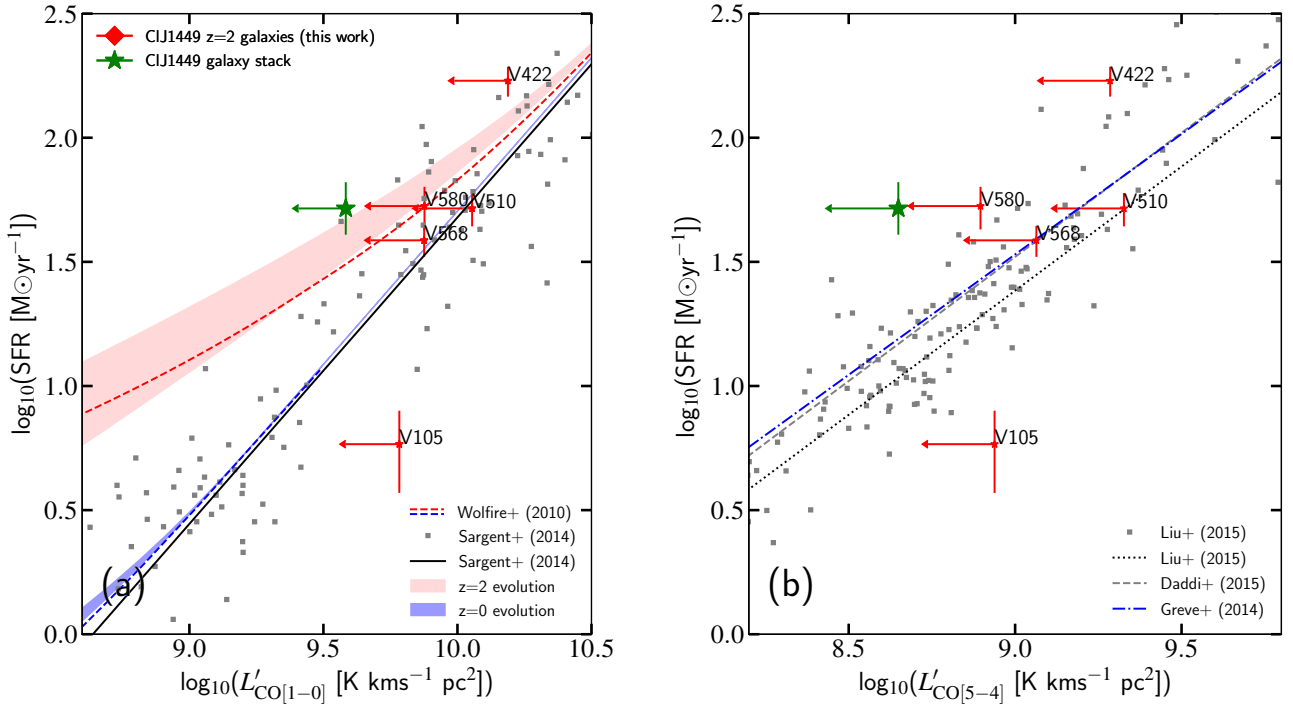 2.5
2.0
1.5
1.0
0.5
0.0
log₁₀(SFR [M⊙yr⁻¹])
ClJ1449 z=2 galaxies (this work)
ClJ1449 galaxy stack
V422
V580
V510
V568
V105
(a)
Wolfire+ (2010)
Sargent+ (2014)
Sargent+ (2014)
z=2 evolution
z=0 evolution
9.0 9.5 10.0 10.5
log₁₀(L′CO[1−0] [K kms⁻¹ pc²])
2.5
2.0
1.5
1.0
0.5
0.0
log₁₀(SFR [M⊙yr⁻¹])
V422
V580
V510
V568
V105
(b)
Liu+ (2015)
Liu+ (2015)
Daddi+ (2015)
Greve+ (2014)
8.5 9.0 9.5
log₁₀(L′CO[5−4] [K kms⁻¹ pc²])